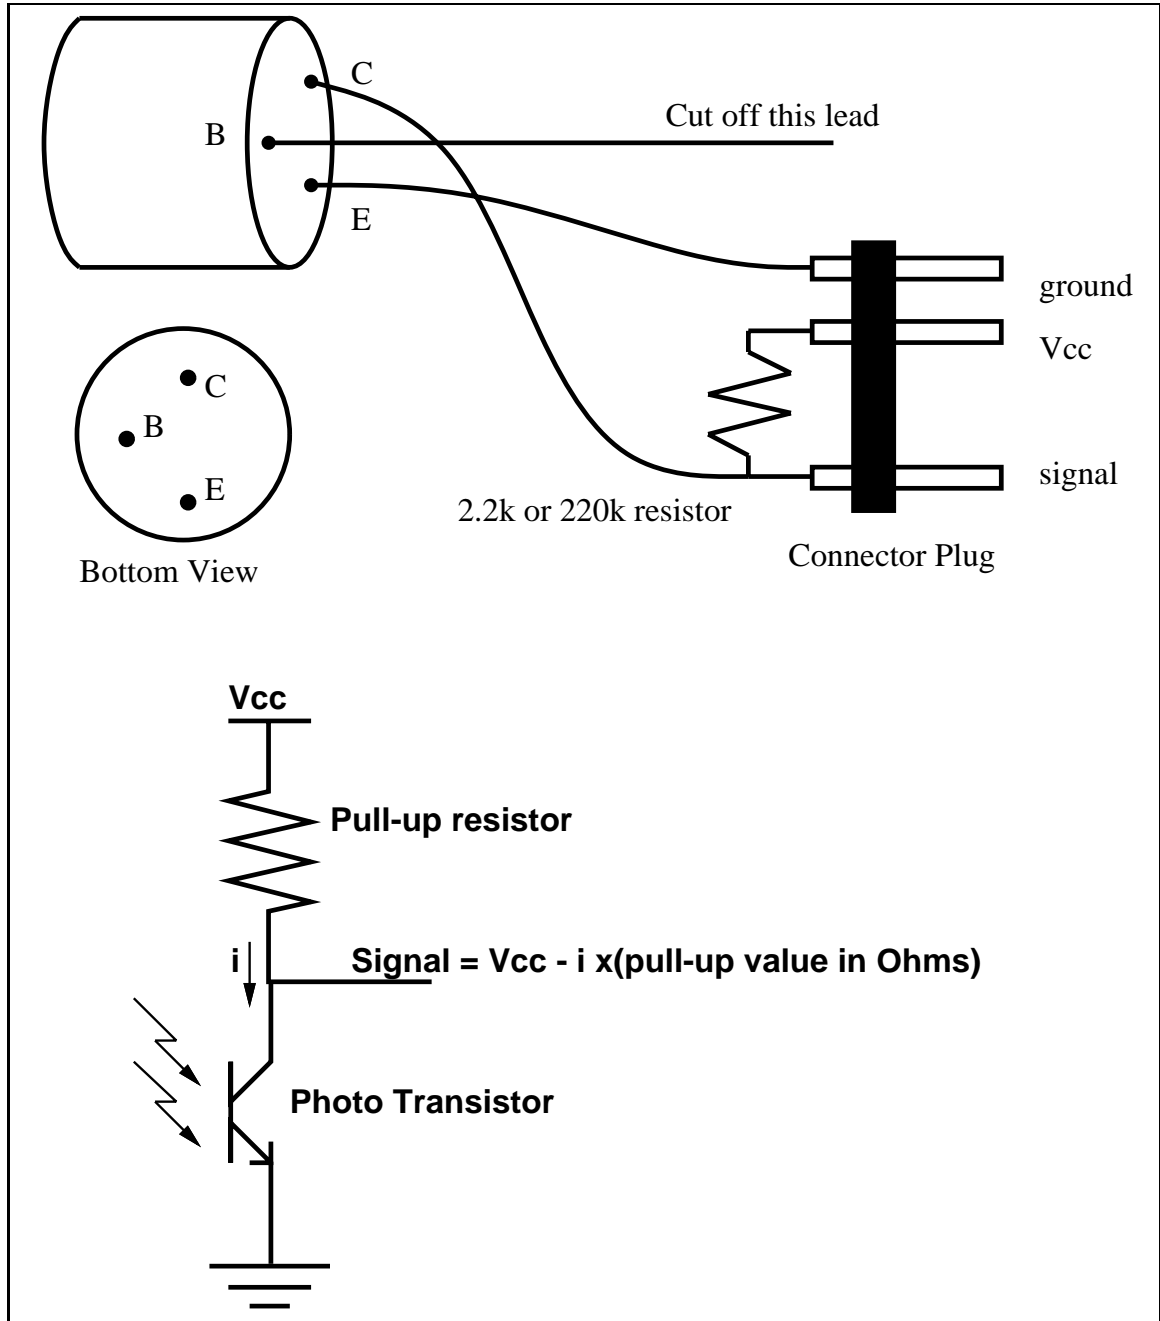 C
Cut off this lead
B
E
ground
Vcc
C
B
E
signal
2.2k or 220k resistor
Connector Plug
Bottom View
Vcc
Pull-up resistor
i
Signal = Vcc - i x(pull-up value in Ohms)
Photo Transistor